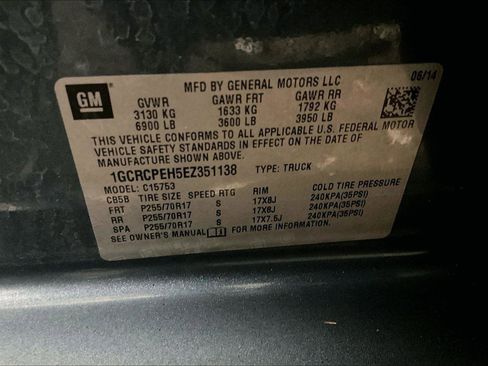 GM
MFD BY GENERAL MOTORS LLC
06/14
GVWR GAWR FRT GAWR RR
3130 KG 1633 KG 1792 KG
6900 LB 3600 LB 3950 LB
THIS VEHICLE CONFORMS TO ALL APPLICABLE U.S. FEDERAL MOTOR
VEHICLE SAFETY STANDARDS IN EFFECT ON THE DATE OF
MANUFACTURE SHOWN ABOVE.
1GCRCPEH5EZ351138 TYPE: TRUCK
MODEL: C15753
CB5B TIRE SIZE SPEED RTG RIM COLD TIRE PRESSURE
FRT P255/70R17 S 17X8J 240KPA(35PSI)
RR P255/70R17 S 17X8J 240KPA(35PSI)
SPA P255/70R17 S 17X7.5J 240KPA(35PSI)
SEE OWNER'S MANUAL FOR MORE INFORMATION.